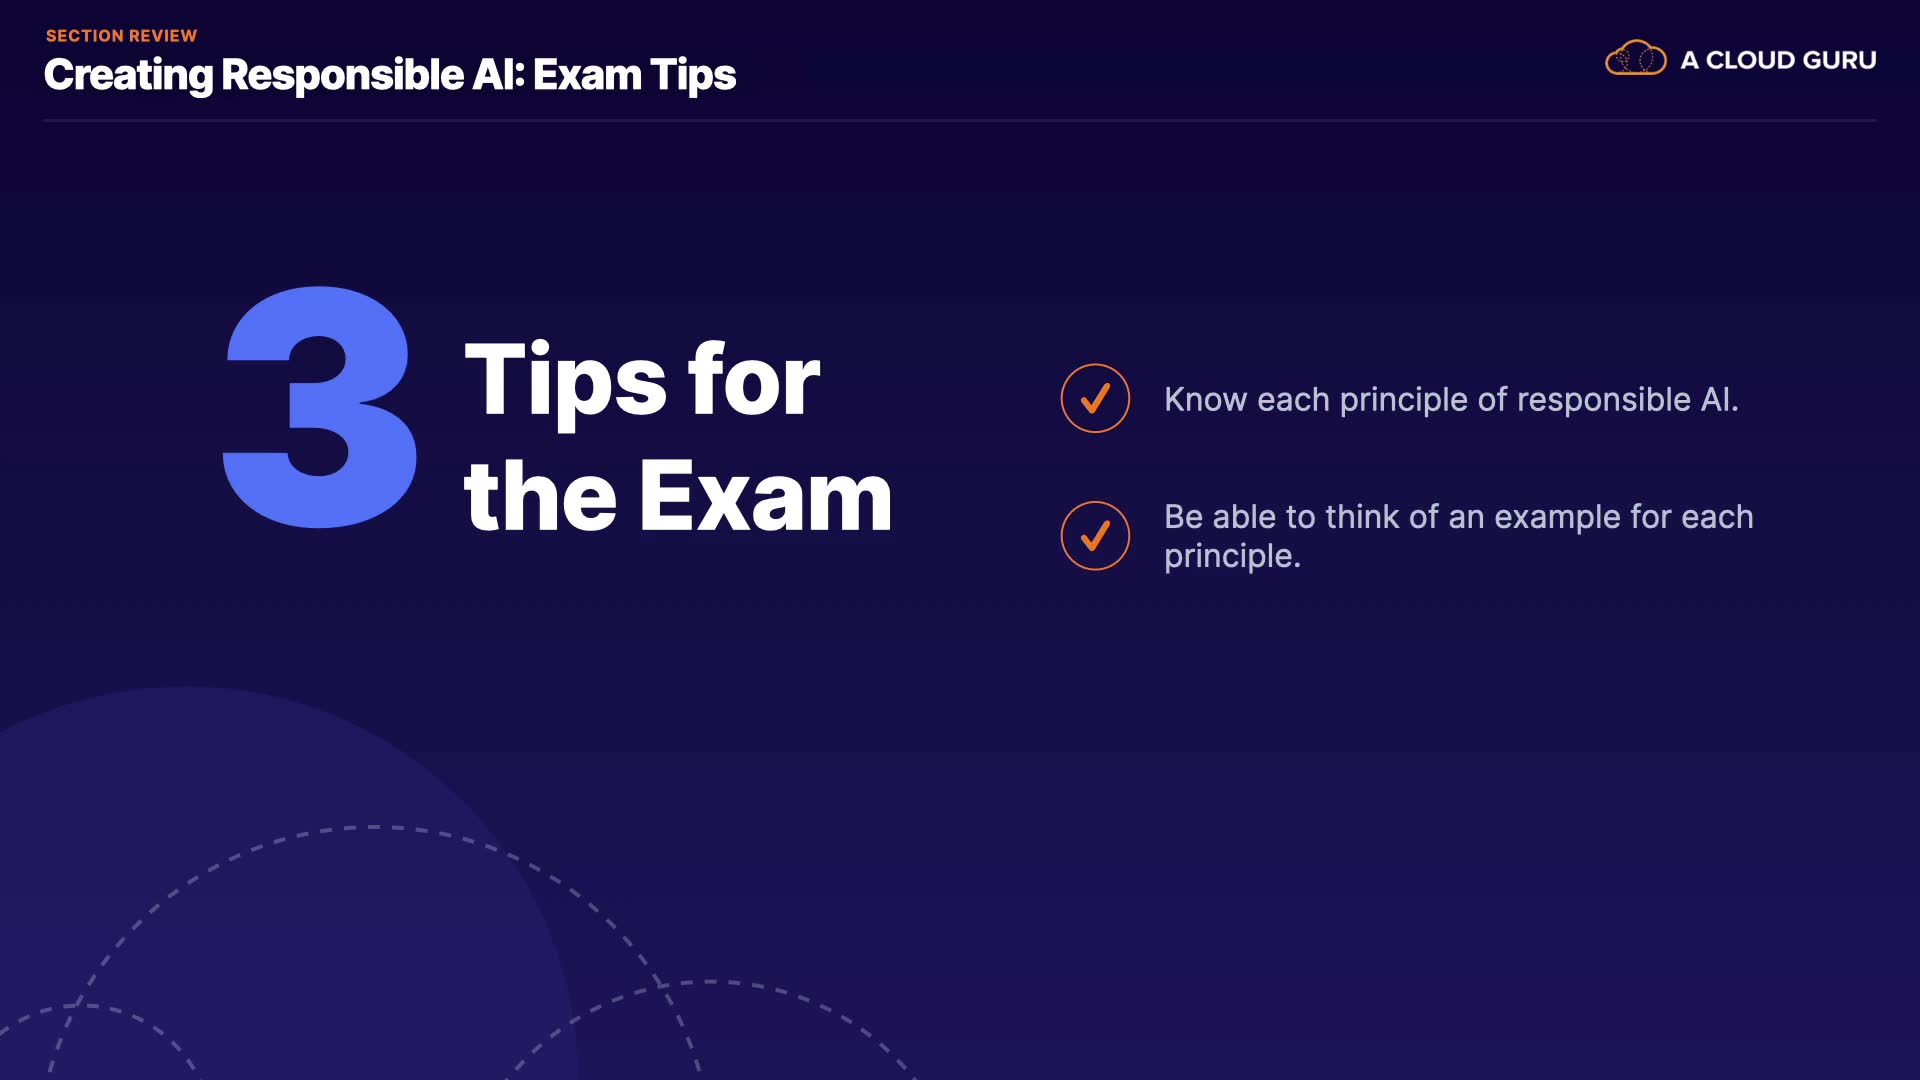 SECTION REVIEW
Creating Responsible AI: Exam Tips
A CLOUD GURU
3
Tips for
the Exam
Know each principle of responsible AI.
Be able to think of an example for each
principle.